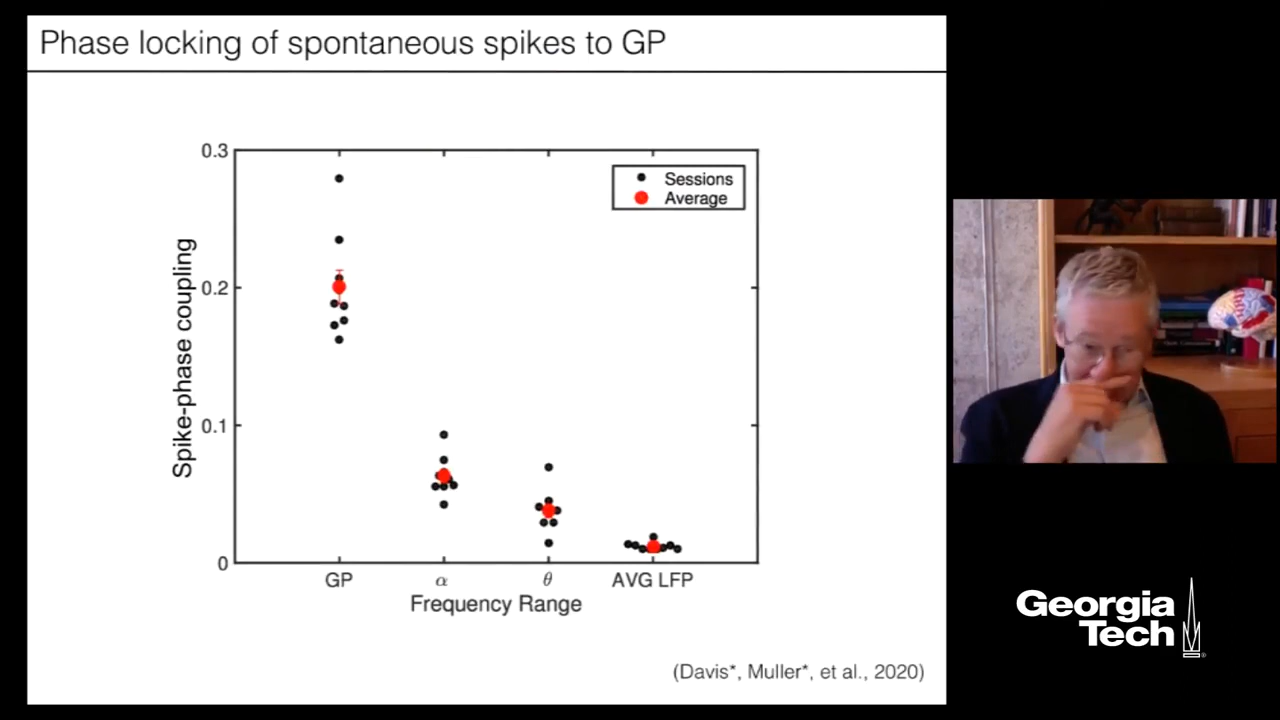 Phase locking of spontaneous spikes to GP
0.3
0.2
0.1
0
Spike-phase coupling
Sessions
Average
GP
α
θ
AVG LFP
Frequency Range
(Davis*, Muller*, et al., 2020)
Georgia
Tech